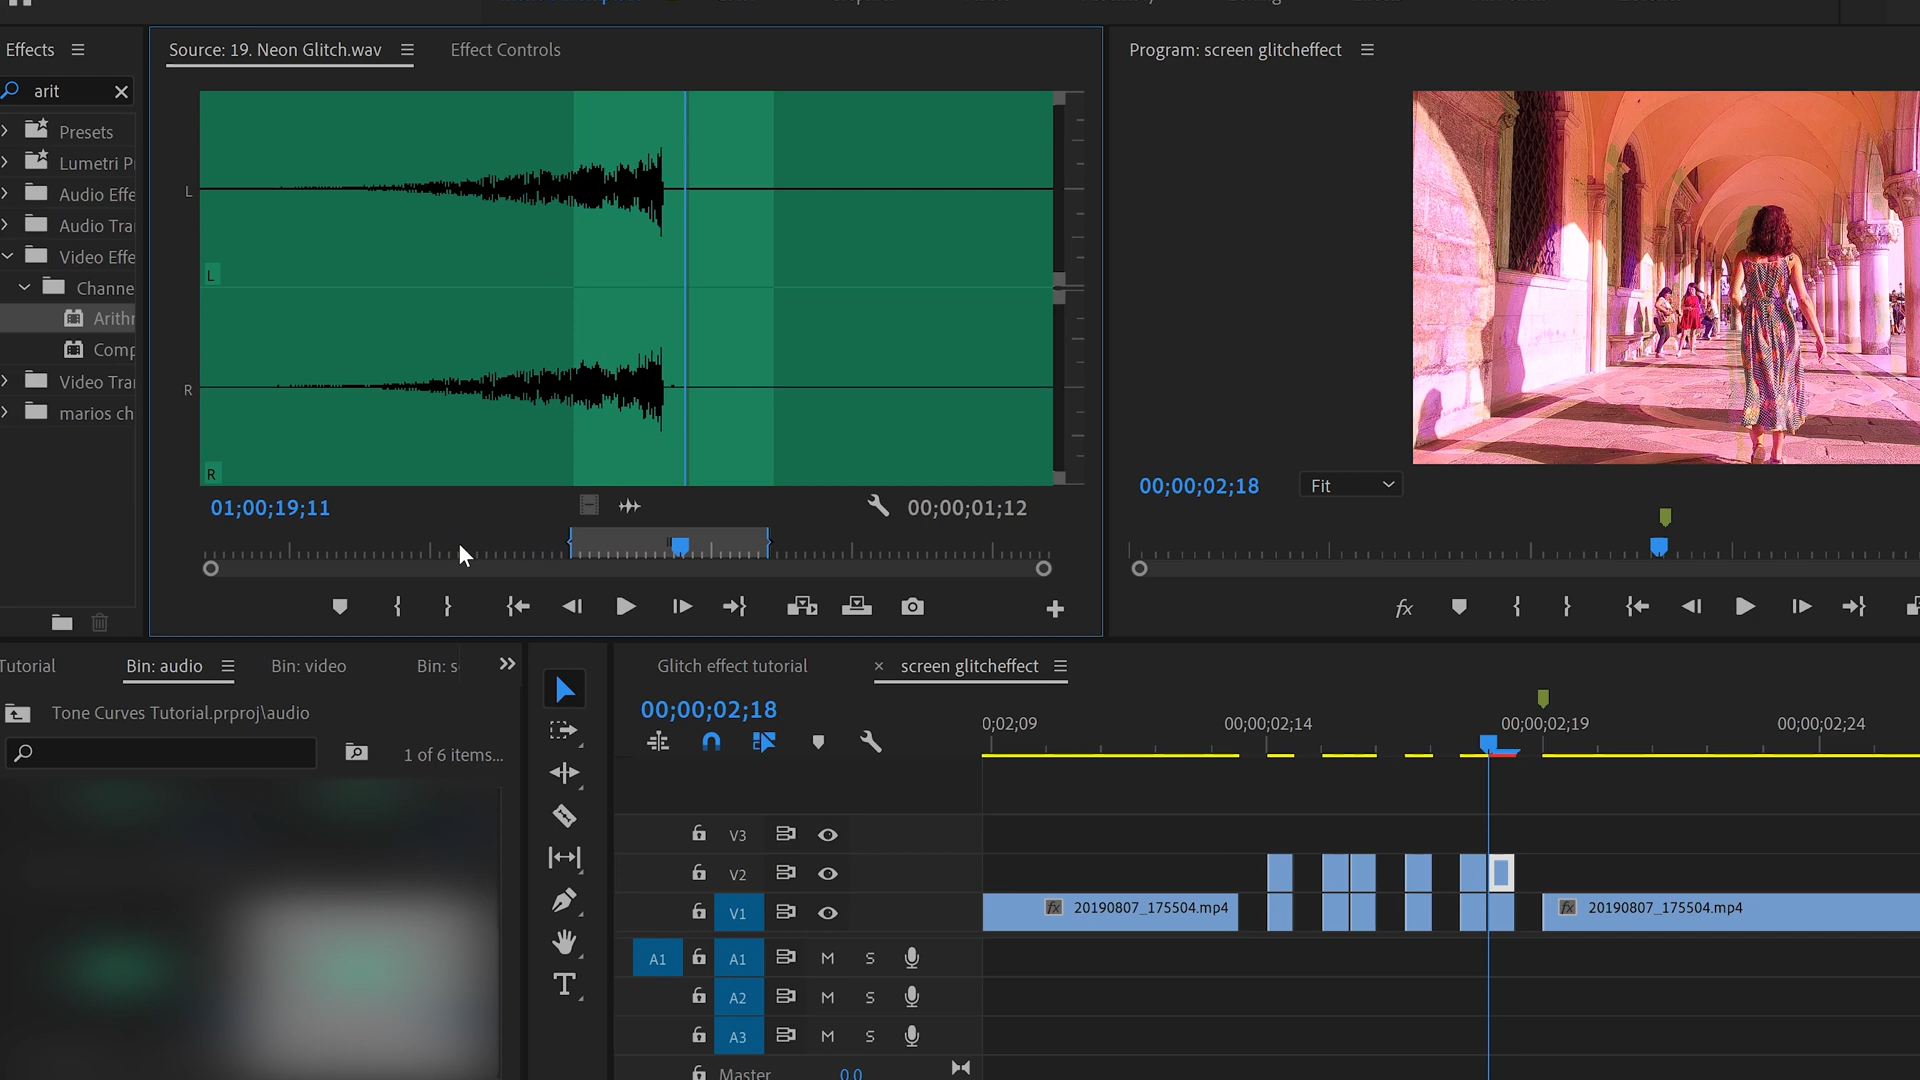 Effects
Source: 19. Neon Glitch.wav
Effect Controls
Program: screen glitcheffect
arit
Presets
Lumetri P
Audio Effe
Audio Tra
Video Effe
Channe
Arithr
Comp
Video Tra
marios ch
L
L
R
R
01;00;19;11
00;00;01;12
00;00;02;18
Fit
fx
Tutorial
Bin: audio
Bin: video
Bin: s
Tone Curves Tutorial.prproj\audio
1 of 6 items...
Glitch effect tutorial
screen glitcheffect
00;00;02;18
0;02;09
00;00;02;14
00;00;02;19
00;00;02;24
V3
V2
V1
fx 20190807_175504.mp4
fx 20190807_175504.mp4
A1 A1 M S
A2 M S
A3 M S
Master 0.0